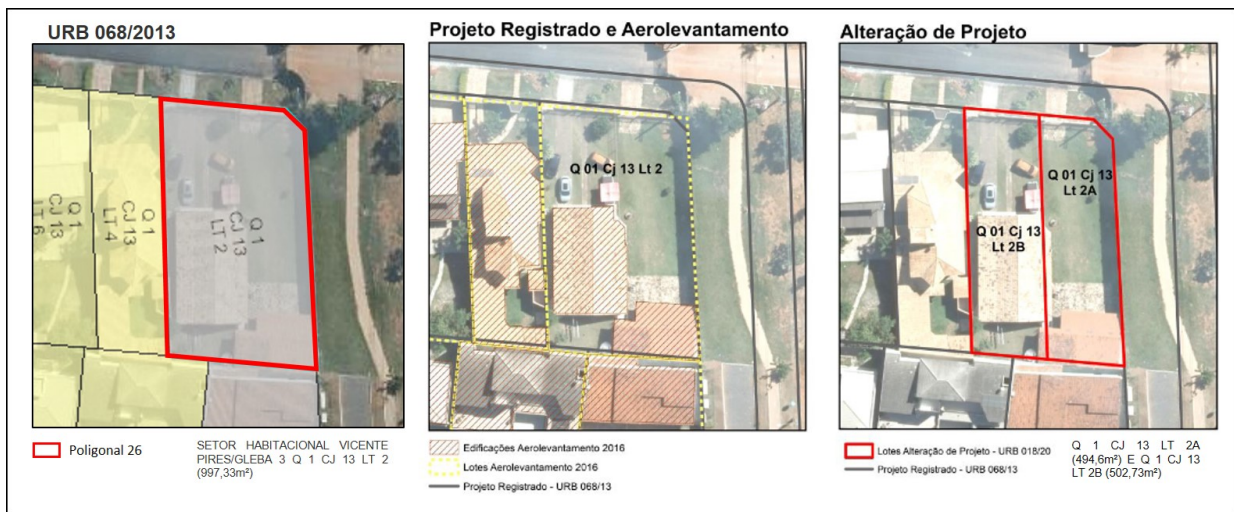 URB 068/2013
Q 1
CJ 13
LT 6
Q 1
CJ 13
LT 4
Q 1
CJ 13
LT 2
Poligonal 26
SETOR HABITACIONAL VICENTE
PIRES/GLEBA 3 Q 1 CJ 13 LT 2
(997,33m²)
Projeto Registrado e Aerolevantamento
Q 01 Cj 13 Lt 2
Edificações Aerolevantamento 2016
Lotes Aerolevantamento 2016
Projeto Registrado - URB 068/13
Alteração de Projeto
Q 01 Cj 13
Lt 2A
Q 01 Cj 13
Lt 2B
Lotes Alteração de Projeto - URB 018/20
Projeto Registrado - URB 068/13
Q 1 CJ 13 LT 2A
(494,6m²) E Q 1 CJ 13
LT 2B (502,73m²)